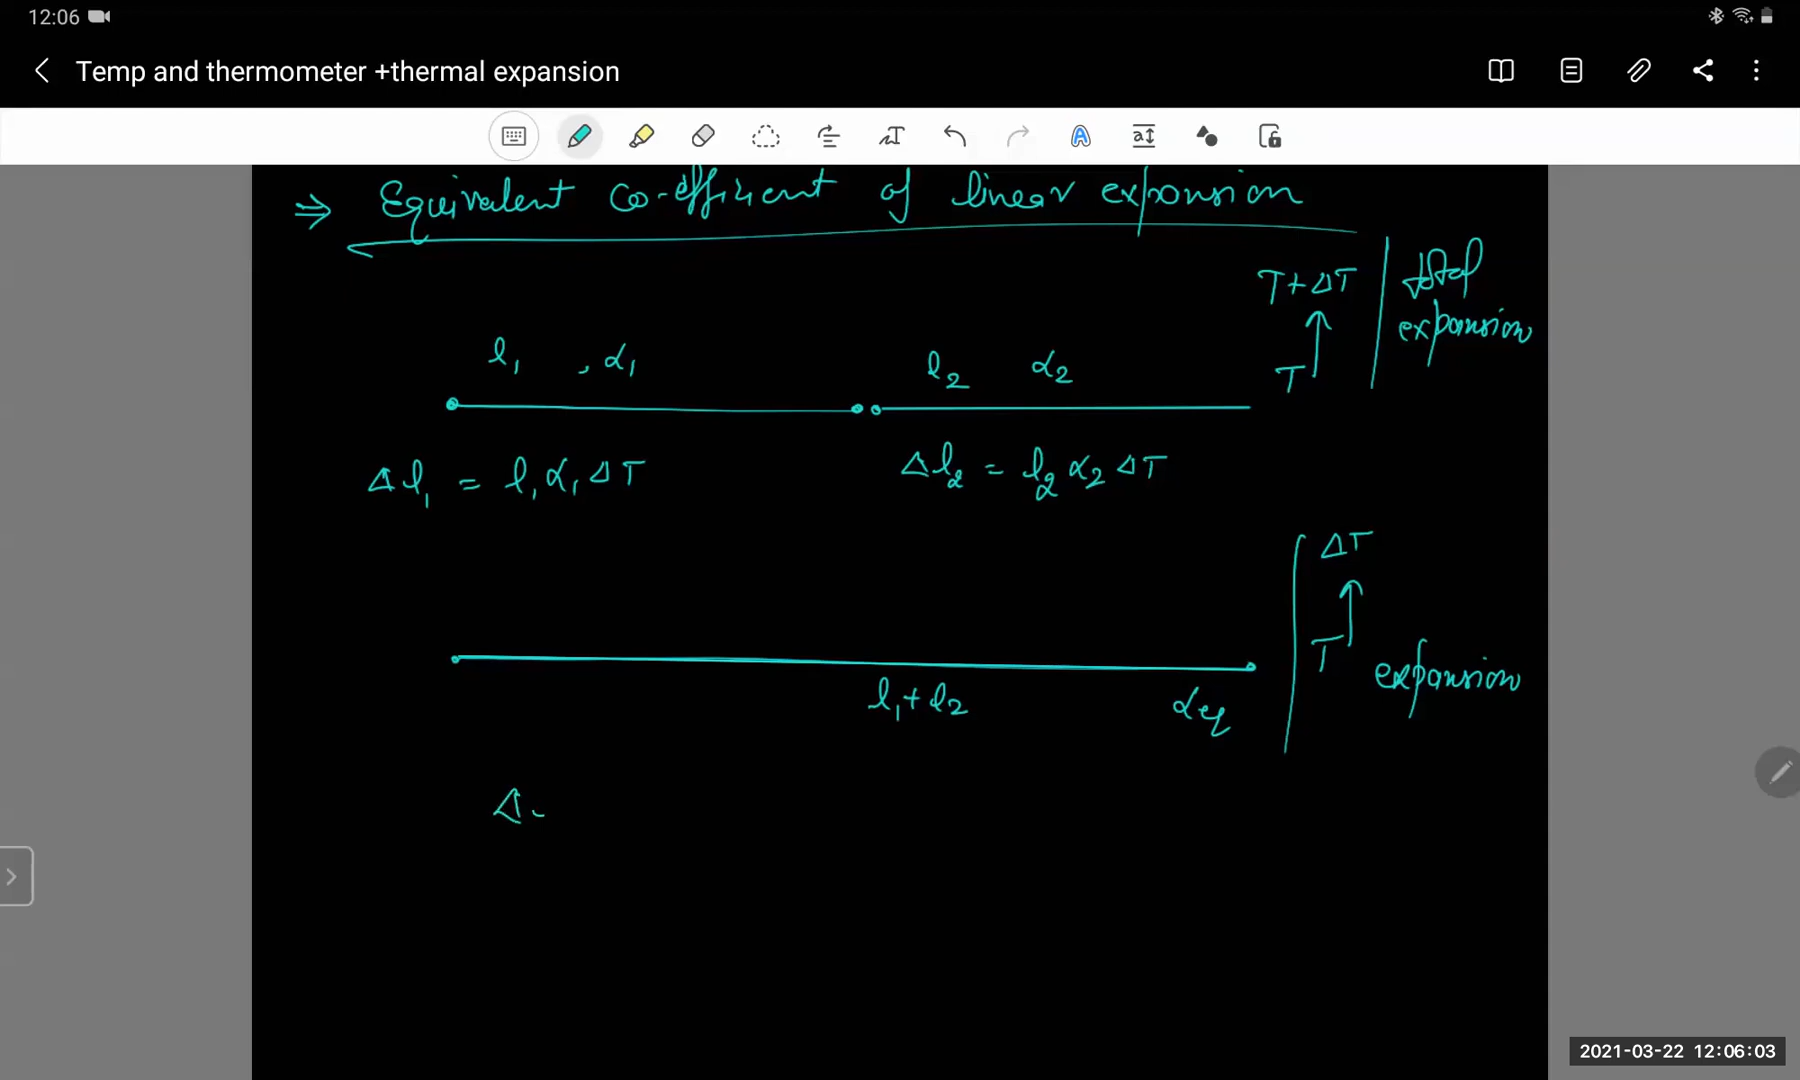 12:06
Temp and thermometer +thermal expansion
⇒ Equivalent co-efficient of linear expansion
T+ΔT
↑
T
total
expansion
l₁ , α₁
l₂ α₂
Δl₁ = l₁α₁ΔT
Δl₂ = l₂α₂ΔT
ΔT
↑
T
expansion
l₁+l₂
αeq
Δ
2021-03-22 12:06:03